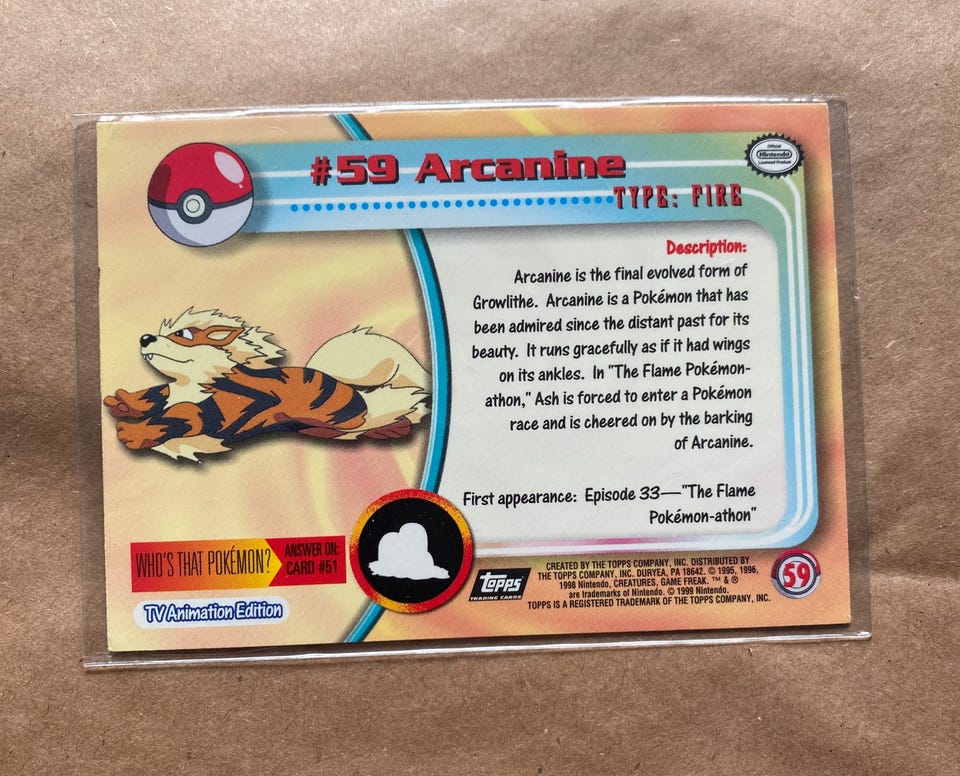 #59 Arcanine
Official
Nintendo
Licensed Product
TYPE: FIRE
Description:
Arcanine is the final evolved form of
Growlithe. Arcanine is a Pokémon that has
been admired since the distant past for its
beauty. It runs gracefully as if it had wings
on its ankles. In "The Flame Pokémon-
athon," Ash is forced to enter a Pokémon
race and is cheered on by the barking
of Arcanine.
First appearance: Episode 33—"The Flame
Pokémon-athon"
WHO'S THAT POKÉMON?
ANSWER ON:
CARD #51
TV Animation Edition
topps
TRADING CARDS
CREATED BY THE TOPPS COMPANY, INC. DISTRIBUTED BY
THE TOPPS COMPANY, INC. DURYEA, PA 18642. © 1995, 1996,
1998 Nintendo, CREATURES, GAME FREAK. ™ & ®
are trademarks of Nintendo. © 1999 Nintendo.
TOPPS IS A REGISTERED TRADEMARK OF THE TOPPS COMPANY, INC.
59